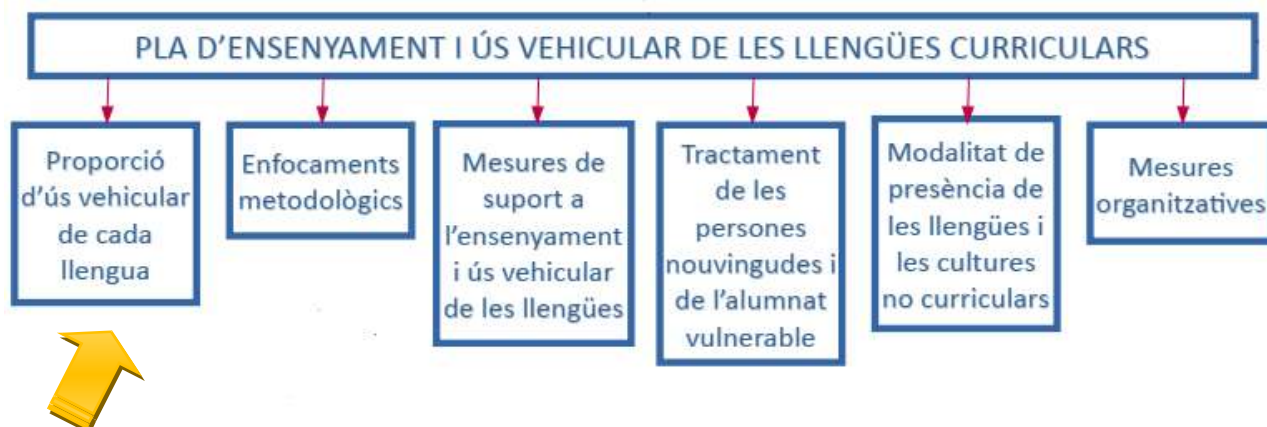 PLA D'ENSENYAMENT I ÚS VEHICULAR DE LES LLENGÜES CURRICULARS
Proporció
d'ús vehicular
de cada
llengua
Enfocaments
metodològics
Mesures de
suport a
l'ensenyament
i ús vehicular
de les llengües
Tractament
de les
persones
nouvingudes i
de l'alumnat
vulnerable
Modalitat de
presència de
les llengües i
les cultures
no curriculars
Mesures
organitzatives